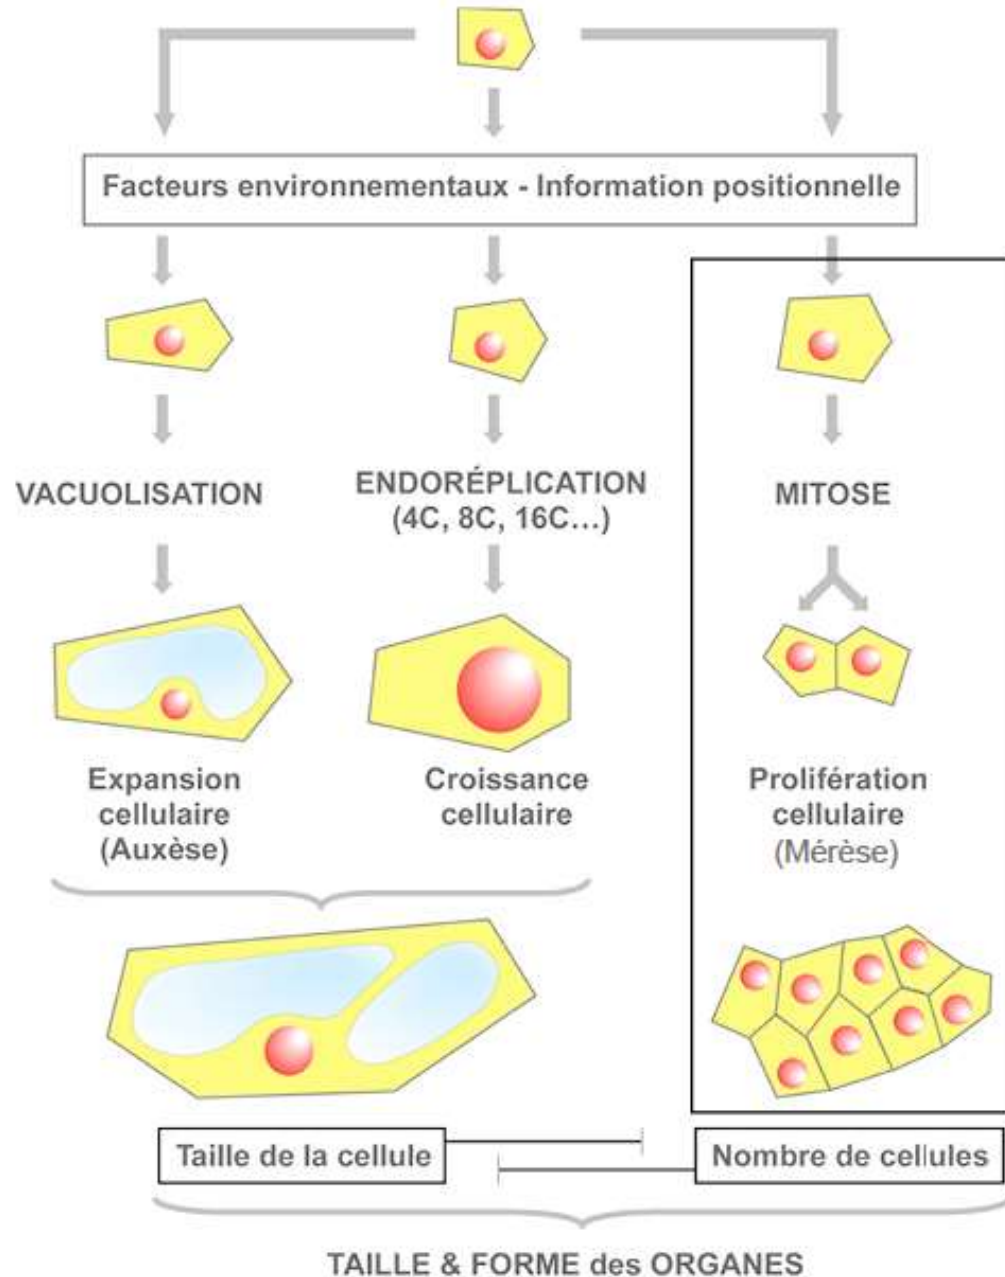 Facteurs environnementaux - Information positionnelle
VACUOLISATION
ENDORÉPLICATION
(4C, 8C, 16C...)
MITOSE
Expansion
cellulaire
(Auxèse)
Croissance
cellulaire
Prolifération
cellulaire
(Mérèse)
Taille de la cellule
Nombre de cellules
TAILLE & FORME des ORGANES